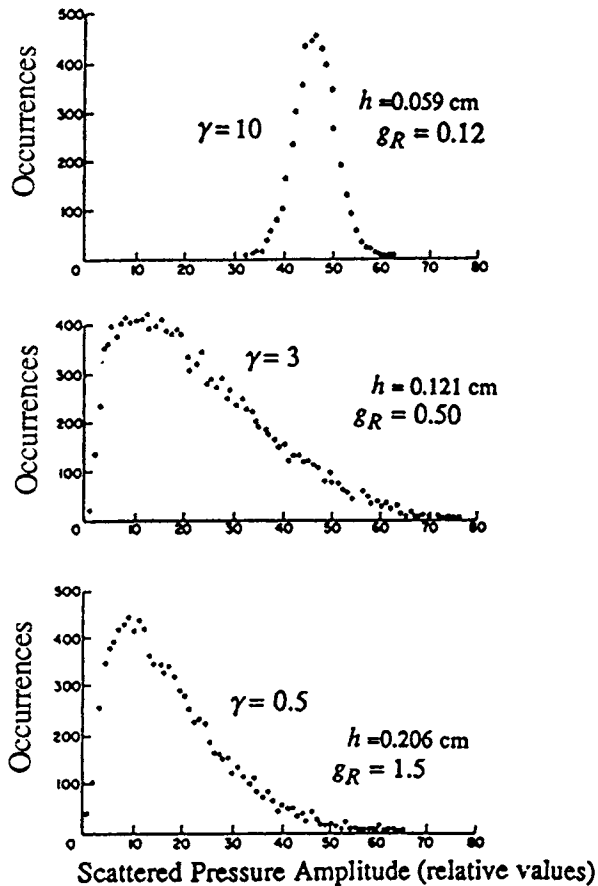 Occurrences
500
400
300
200
100
γ = 10
h = 0.059 cm
g_R = 0.12
0 10 20 30 40 50 60 70 80
Occurrences
400
300
200
100
γ = 3
h = 0.121 cm
g_R = 0.50
0 10 20 30 40 50 60 70 80
Occurrences
500
400
300
200
100
γ = 0.5
h = 0.206 cm
g_R = 1.5
0 10 20 30 40 50 60 70 80
Scattered Pressure Amplitude (relative values)